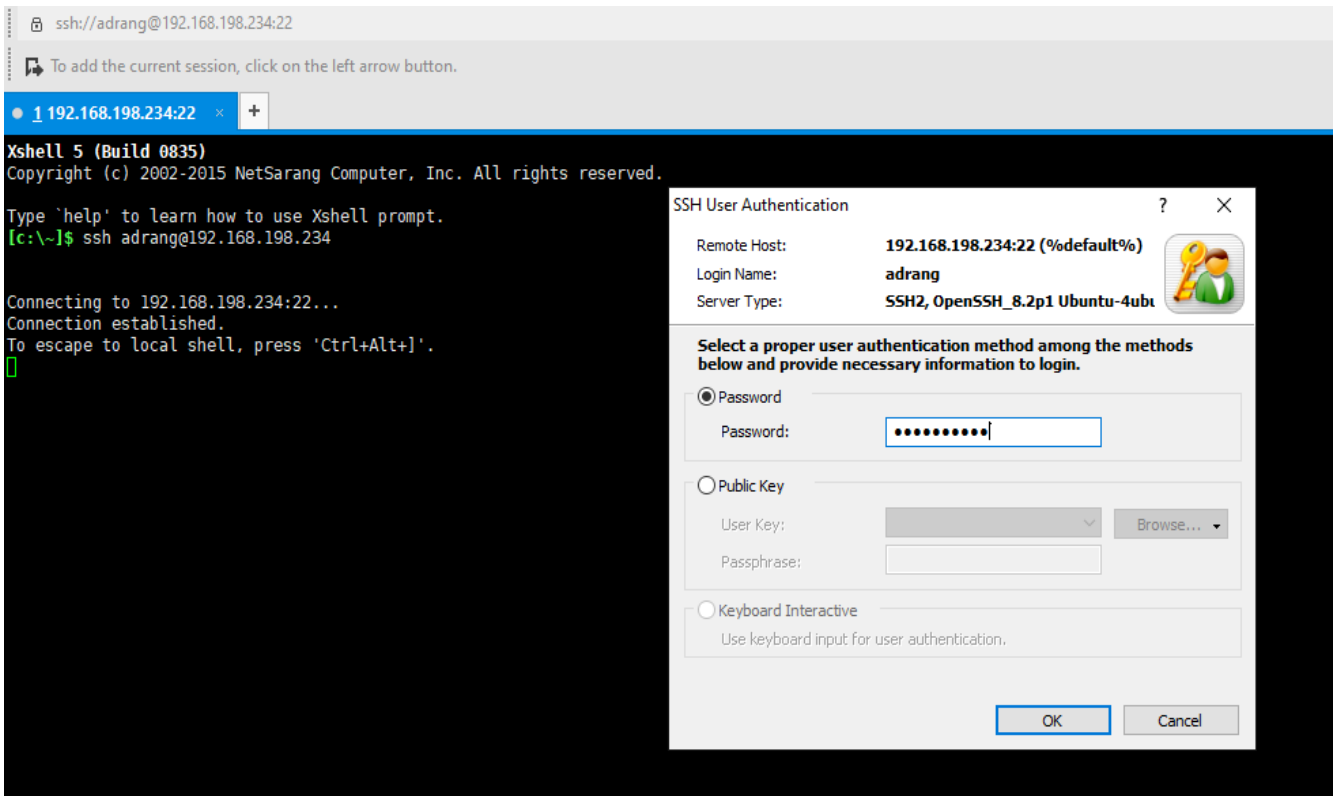 ssh://adrang@192.168.198.234:22
To add the current session, click on the left arrow button.
1 192.168.198.234:22 × +
Xshell 5 (Build 0835)
Copyright (c) 2002-2015 NetSarang Computer, Inc. All rights reserved.
Type `help' to learn how to use Xshell prompt.
[c:\~]$ ssh adrang@192.168.198.234
Connecting to 192.168.198.234:22...
Connection established.
To escape to local shell, press 'Ctrl+Alt+]'.
SSH User Authentication ? ×
Remote Host: 192.168.198.234:22 (%default%)
Login Name: adrang
Server Type: SSH2, OpenSSH_8.2p1 Ubuntu-4ubu
Select a proper user authentication method among the methods
below and provide necessary information to login.
Password
Password: ••••••••••
Public Key
User Key: Browse...
Passphrase:
Keyboard Interactive
Use keyboard input for user authentication.
OK Cancel